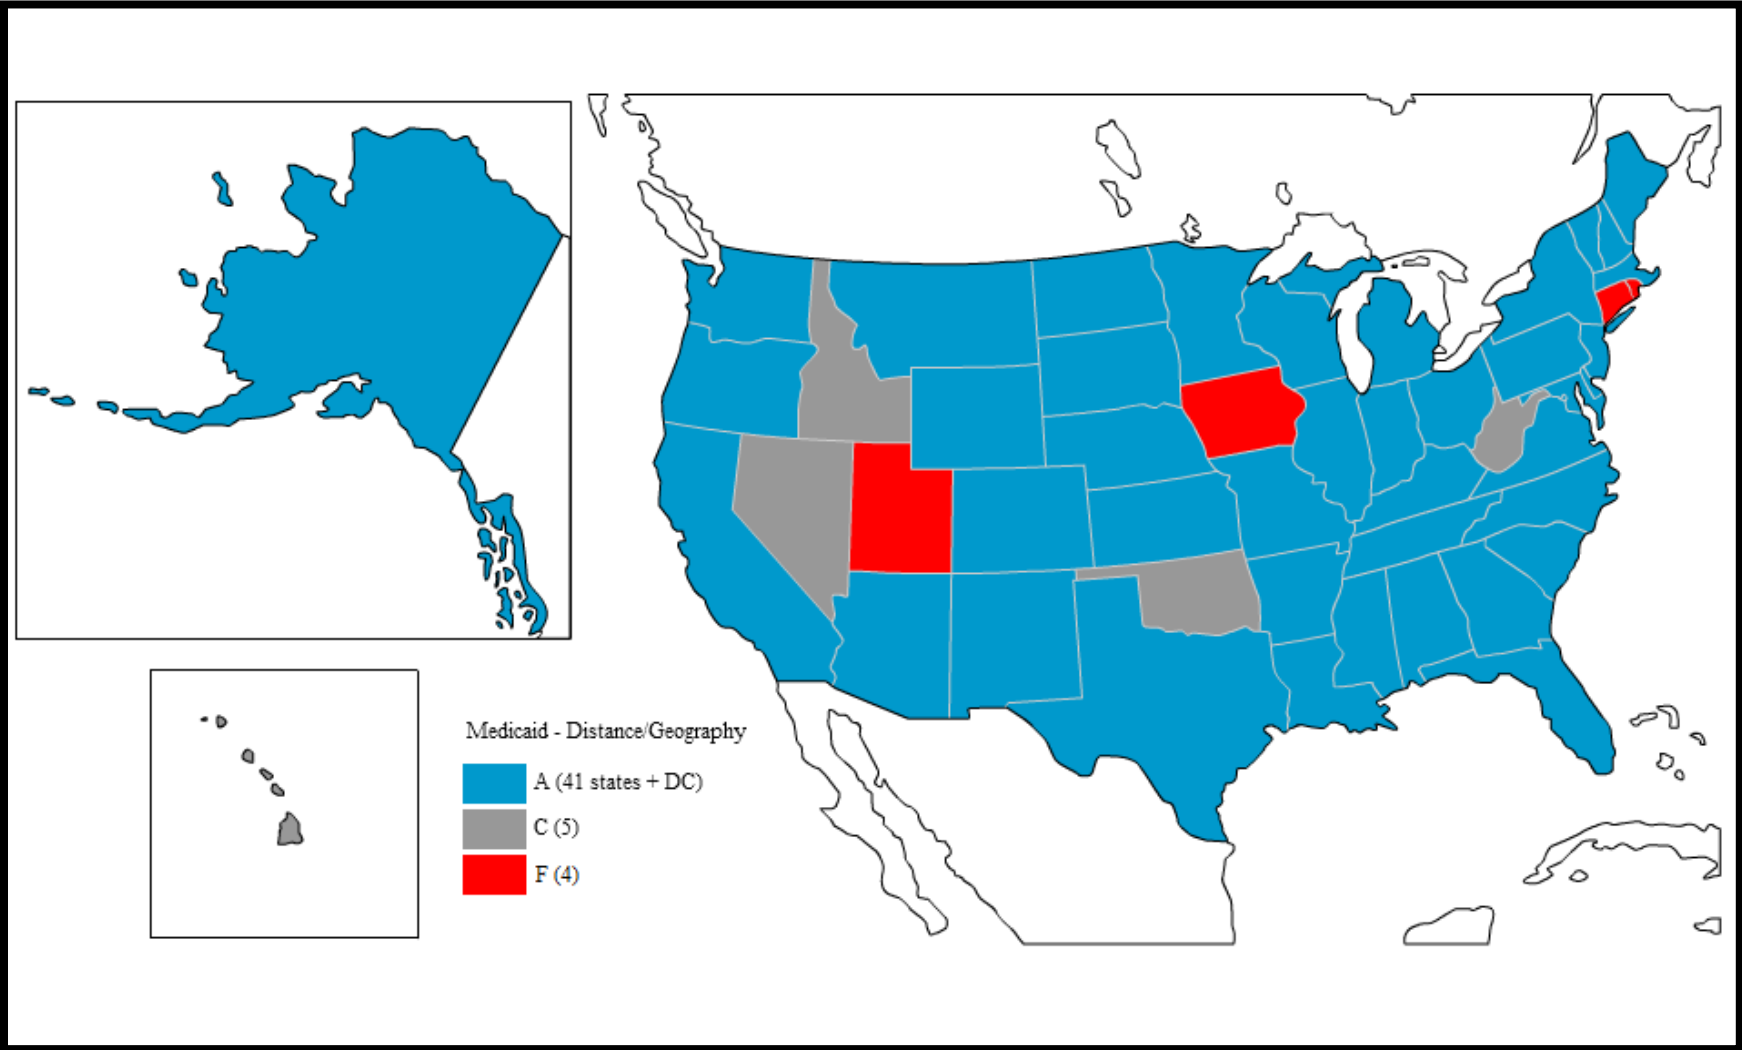 Medicaid - Distance/Geography
A (41 states + DC)
C (5)
F (4)